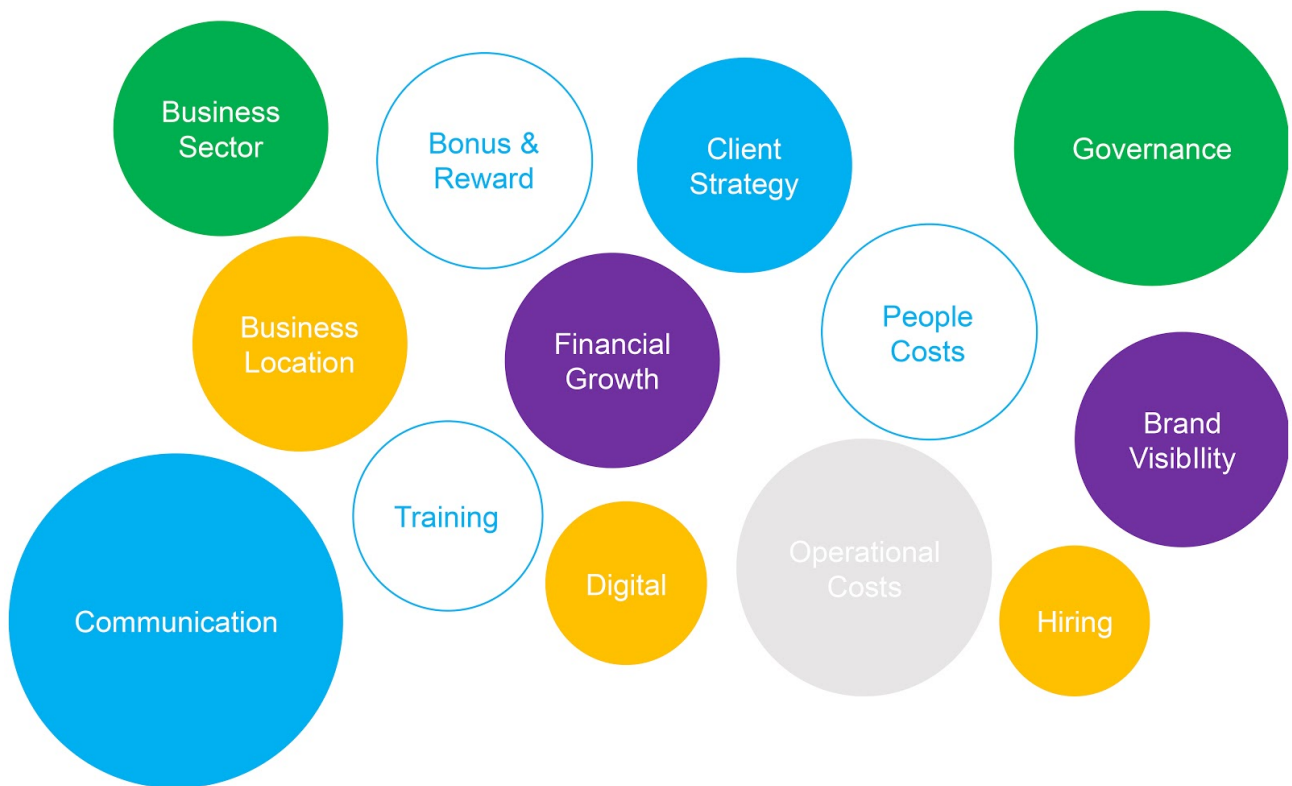 Business
Sector
Bonus &
Reward
Client
Strategy
Governance
Business
Location
Financial
Growth
People
Costs
Brand
VisibIlity
Training
Digital
Operational
Costs
Communication
Hiring